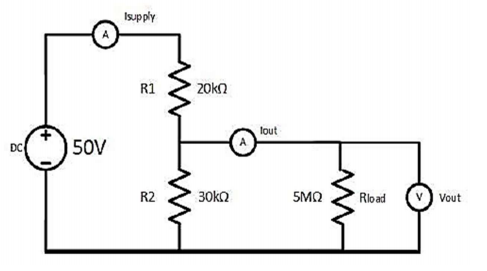 Isupply
A
R1 20kΩ
Iout
A
+
DC 50V
-
R2 30kΩ
5MΩ Rload
V Vout